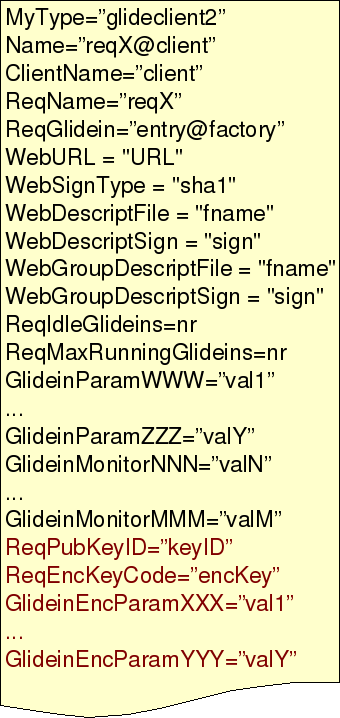 MyType=”glideclient2”
Name=”reqX@client”
ClientName=”client”
ReqName=”reqX”
ReqGlidein=”entry@factory”
WebURL = "URL"
WebSignType = "sha1"
WebDescriptFile = "fname"
WebDescriptSign = "sign"
WebGroupDescriptFile = "fname"
WebGroupDescriptSign = "sign"
ReqIdleGlideins=nr
ReqMaxRunningGlideins=nr
GlideinParamWWW=”val1”
...
GlideinParamZZZ=”valY”
GlideinMonitorNNN=”valN”
...
GlideinMonitorMMM=”valM”
ReqPubKeyID=”keyID”
ReqEncKeyCode=”encKey”
GlideinEncParamXXX=”val1”
...
GlideinEncParamYYY=”valY”